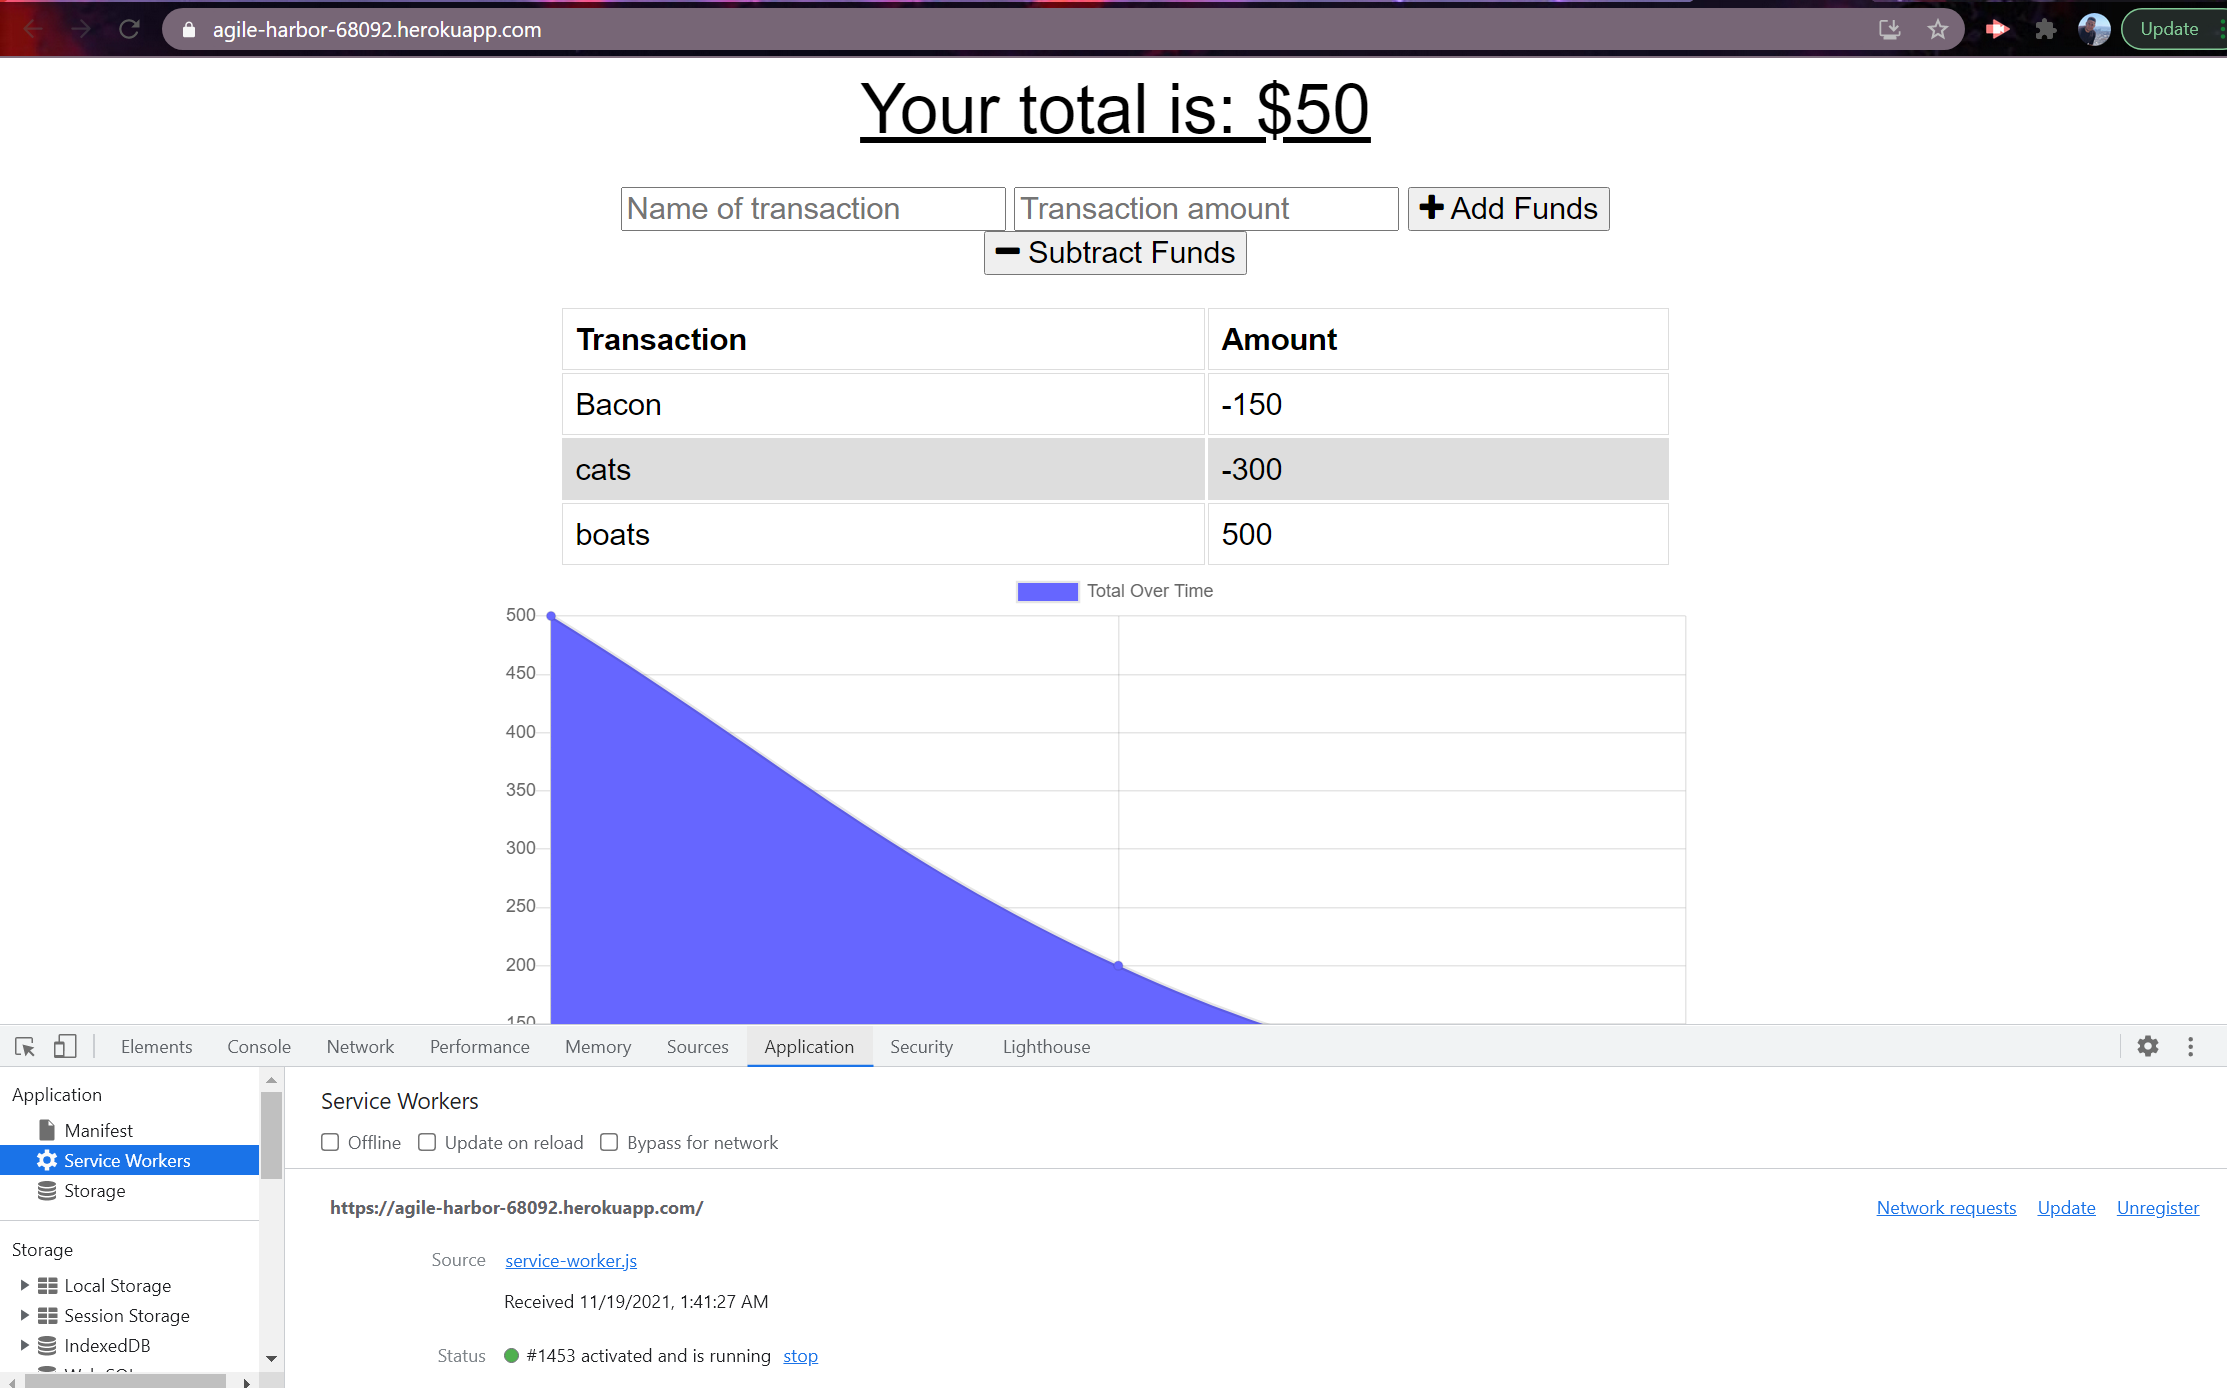 agile-harbor-68092.herokuapp.com Update
Your total is: $50
Name of transaction Transaction amount Add Funds
Subtract Funds
Transaction Amount
Bacon -150
cats -300
boats 500
Total Over Time
500
450
400
350
300
250
200
150
Elements Console Network Performance Memory Sources Application Security Lighthouse
Application
Manifest
Service Workers
Storage
Storage
Local Storage
Session Storage
IndexedDB
Service Workers
Offline Update on reload Bypass for network
https://agile-harbor-68092.herokuapp.com/ Network requests Update Unregister
Source service-worker.js
Received 11/19/2021, 1:41:27 AM
Status #1453 activated and is running stop